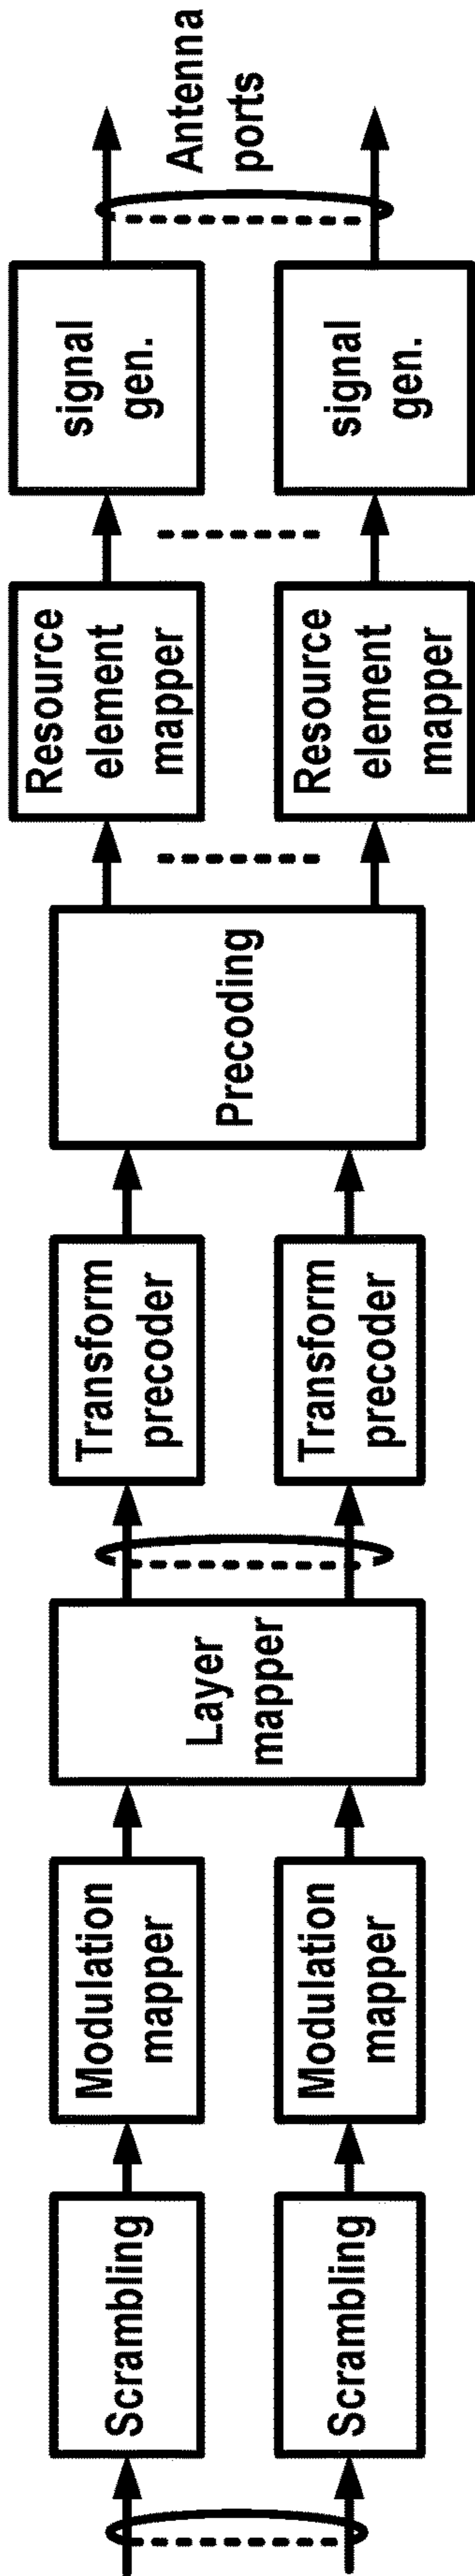 Scrambling
Scrambling
Modulation
mapper
Modulation
mapper
Layer
mapper
Transform
precoder
Transform
precoder
Precoding
Resource
element
mapper
Resource
element
mapper
signal
gen.
signal
gen.
Antenna
ports